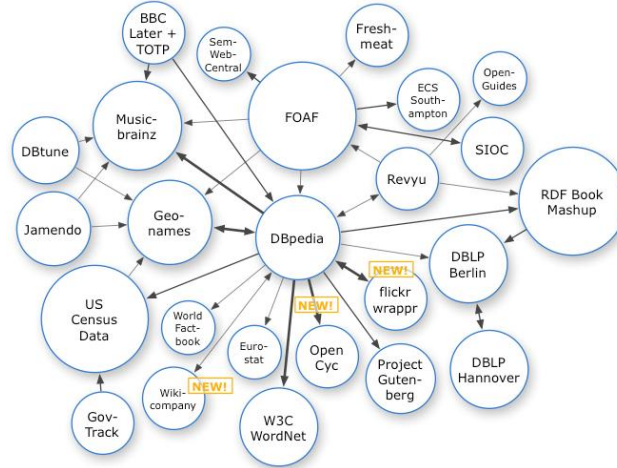 BBC
Later +
TOTP
Sem-
Web-
Central
Fresh-
meat
FOAF
ECS
South-
ampton
Open-
Guides
Music-
brainz
DBtune
SIOC
Revyu
RDF Book
Mashup
Jamendo
Geo-
names
DBpedia
DBLP
Berlin
NEW!
flickr
wrappr
US
Census
Data
World
Fact-
book
NEW!
Euro-
stat
Open
Cyc
Project
Guten-
berg
DBLP
Hannover
Wiki-
company
NEW!
Gov-
Track
W3C
WordNet